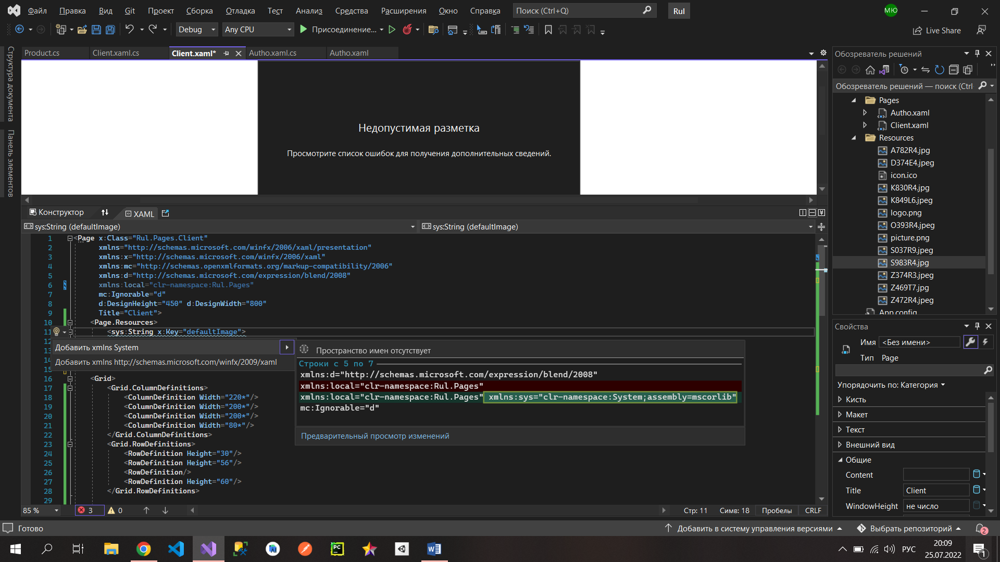 Файл Правка Вид Git Проект Сборка Отладка Тест Анализ Средства Расширения Окно Справка Поиск (Ctrl+Q) Rul МЮ
Debug Any CPU Присоединение... Live Share
Структура документа
Панель элементов
Product.cs Client.xaml.cs Client.xaml* Autho.xaml.cs Autho.xaml
Недопустимая разметка
Просмотрите список ошибок для получения дополнительных сведений.
Конструктор XAML
sys:String (defaultImage) sys:String (defaultImage)
1 <Page x:Class="Rul.Pages.Client"
2 xmlns="http://schemas.microsoft.com/winfx/2006/xaml/presentation"
3 xmlns:x="http://schemas.microsoft.com/winfx/2006/xaml"
4 xmlns:mc="http://schemas.openxmlformats.org/markup-compatibility/2006"
5 xmlns:d="http://schemas.microsoft.com/expression/blend/2008"
6 xmlns:local="clr-namespace:Rul.Pages"
7 mc:Ignorable="d"
8 d:DesignHeight="450" d:DesignWidth="800"
9 Title="Client">
10 <Page.Resources>
11 <sys:String x:Key="defaultImage">
12
13
14
15
Добавить xmlns System
Добавить xmlns http://schemas.microsoft.com/winfx/2009/xaml
Пространство имен отсутствует
Строки с 5 по 7
xmlns:d="http://schemas.microsoft.com/expression/blend/2008"
xmlns:local="clr-namespace:Rul.Pages"
xmlns:local="clr-namespace:Rul.Pages" xmlns:sys="clr-namespace:System;assembly=mscorlib"
mc:Ignorable="d"
Предварительный просмотр изменений
16 <Grid>
17 <Grid.ColumnDefinitions>
18 <ColumnDefinition Width="220*"/>
19 <ColumnDefinition Width="200*"/>
20 <ColumnDefinition Width="200*"/>
21 <ColumnDefinition Width="80*"/>
22 </Grid.ColumnDefinitions>
23 <Grid.RowDefinitions>
24 <RowDefinition Height="30"/>
25 <RowDefinition Height="56"/>
26 <RowDefinition/>
27 <RowDefinition Height="60"/>
28 </Grid.RowDefinitions>
29
85 % 3 0 Стр: 11 Симв: 18 Пробелы CRLF
Обозреватель решений
Обозреватель решений — поиск (Ctrl
Pages
Autho.xaml
Client.xaml
Resources
A782R4.jpg
D374E4.jpeg
icon.ico
K830R4.jpg
K849L6.jpeg
logo.png
O393R4.jpeg
picture.png
S037R9.jpeg
S983R4.jpg
Z374R3.jpeg
Z469T7.jpg
Z472R4.jpeg
App.config
Свойства
Имя <Без имени>
Тип Page
Упорядочить по: Категория
Кисть
Макет
Текст
Внешний вид
Общие
Content
Title Client
WindowHeight не число
Готово Добавить в систему управления версиями Выбрать репозиторий 2
PC РУС 20:09
25.07.2022 1